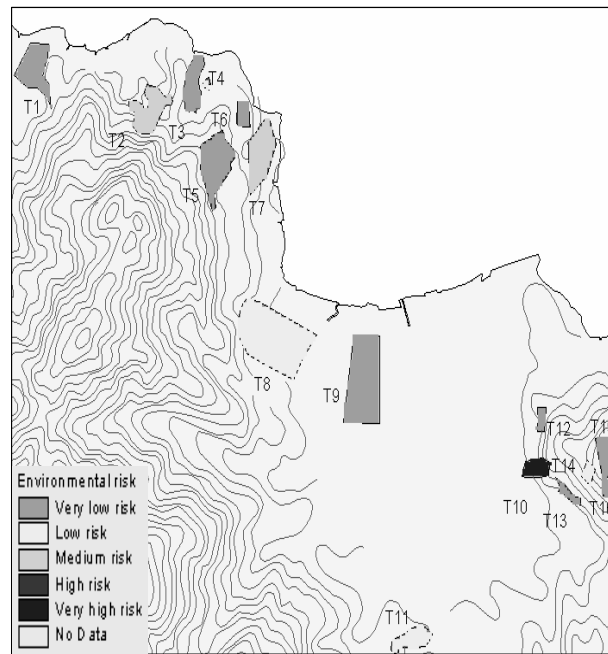 T4
T1
T6
T2
T3
T5
T7
T8
T9
T12
T14
T10
T13
T11
Environmental risk
Very low risk
Low risk
Medium risk
High risk
Very high risk
No Data